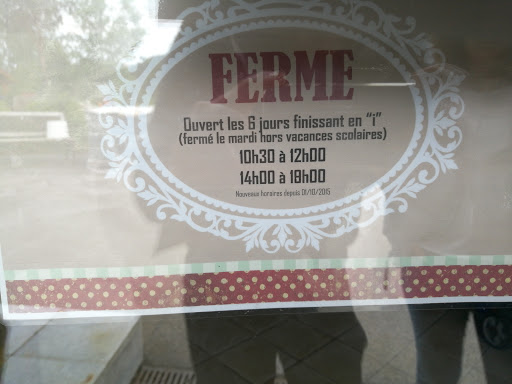 FERME
Ouvert les 6 jours finissant en "i"
(fermé le mardi hors vacances scolaires)
10h30 à 12h00
14h00 à 18h00
Nouveaux horaires depuis 01/10/2015